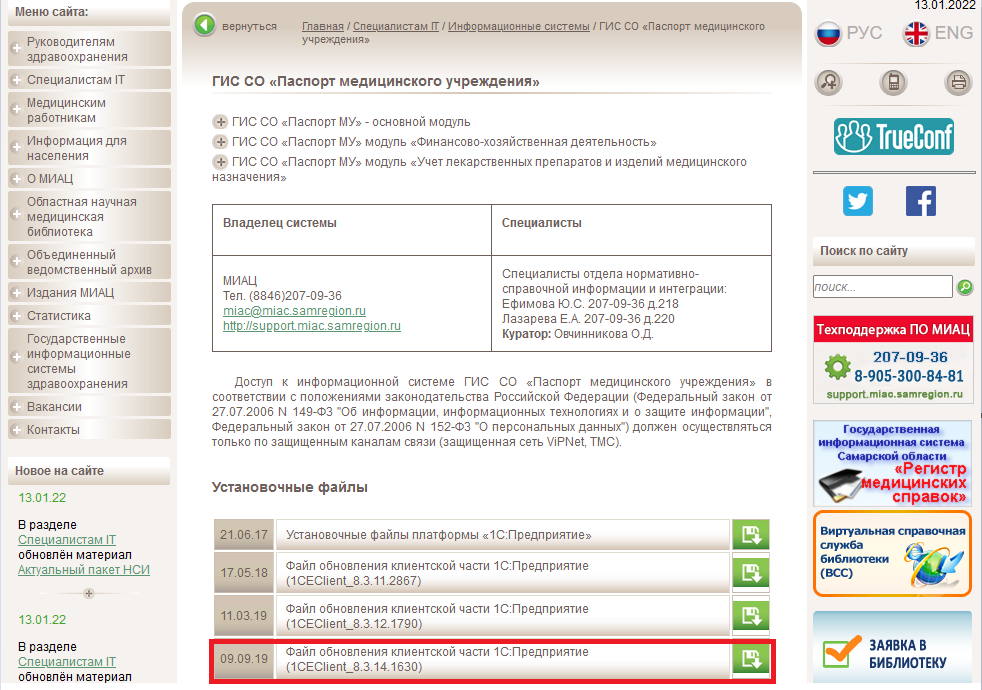 Меню сайта:
Руководителям
здравоохранения
Специалистам IT
Медицинским
работникам
Информация для
населения
О МИАЦ
Областная научная
медицинская
библиотека
Объединенный
ведомственный архив
Издания МИАЦ
Статистика
Государственные
информационные
системы
здравоохранения
Вакансии
Контакты
Новое на сайте
13.01.22
В разделе
Специалистам IT
обновлён материал
Актуальный пакет НСИ
13.01.22
В разделе
Специалистам IT
обновлён материал
вернуться
Главная / Специалистам IT / Информационные системы / ГИС СО «Паспорт медицинского
учреждения»
ГИС СО «Паспорт медицинского учреждения»
ГИС СО «Паспорт МУ» - основной модуль
ГИС СО «Паспорт МУ» модуль «Финансово-хозяйственная деятельность»
ГИС СО «Паспорт МУ» модуль «Учет лекарственных препаратов и изделий медицинского
назначения»
Владелец системы
Специалисты
МИАЦ
Тел. (8846)207-09-36
miac@miac.samregion.ru
http://support.miac.samregion.ru
Специалисты отдела нормативно-
справочной информации и интеграции:
Ефимова Ю.С. 207-09-36 д.218
Лазарева Е.А. 207-09-36 д.220
Куратор: Овчинникова О.Д.
Доступ к информационной системе ГИС СО «Паспорт медицинского учреждения» в
соответствии с положениями законодательства Российской Федерации (Федеральный закон от
27.07.2006 N 149-ФЗ "Об информации, информационных технологиях и о защите информации",
Федеральный закон от 27.07.2006 N 152-ФЗ "О персональных данных") должен осуществляться
только по защищенным каналам связи (защищенная сеть ViPNet, ТМС).
Установочные файлы
21.06.17 Установочные файлы платформы «1С:Предприятие»
17.05.18 Файл обновления клиентской части 1С:Предприятие
(1CEClient_8.3.11.2867)
11.03.19 Файл обновления клиентской части 1С:Предприятие
(1CEClient_8.3.12.1790)
09.09.19 Файл обновления клиентской части 1С:Предприятие
(1CEClient_8.3.14.1630)
13.01.2022
РУС ENG
TrueConf
Поиск по сайту
поиск...
Техподдержка ПО МИАЦ
207-09-36
8-905-300-84-81
support.miac.samregion.ru
Государственная
информационная система
Самарской области
«Регистр
медицинских
справок»
Виртуальная справочная
служба
библиотеки
(ВСС)
ЗАЯВКА В
БИБЛИОТЕКУ